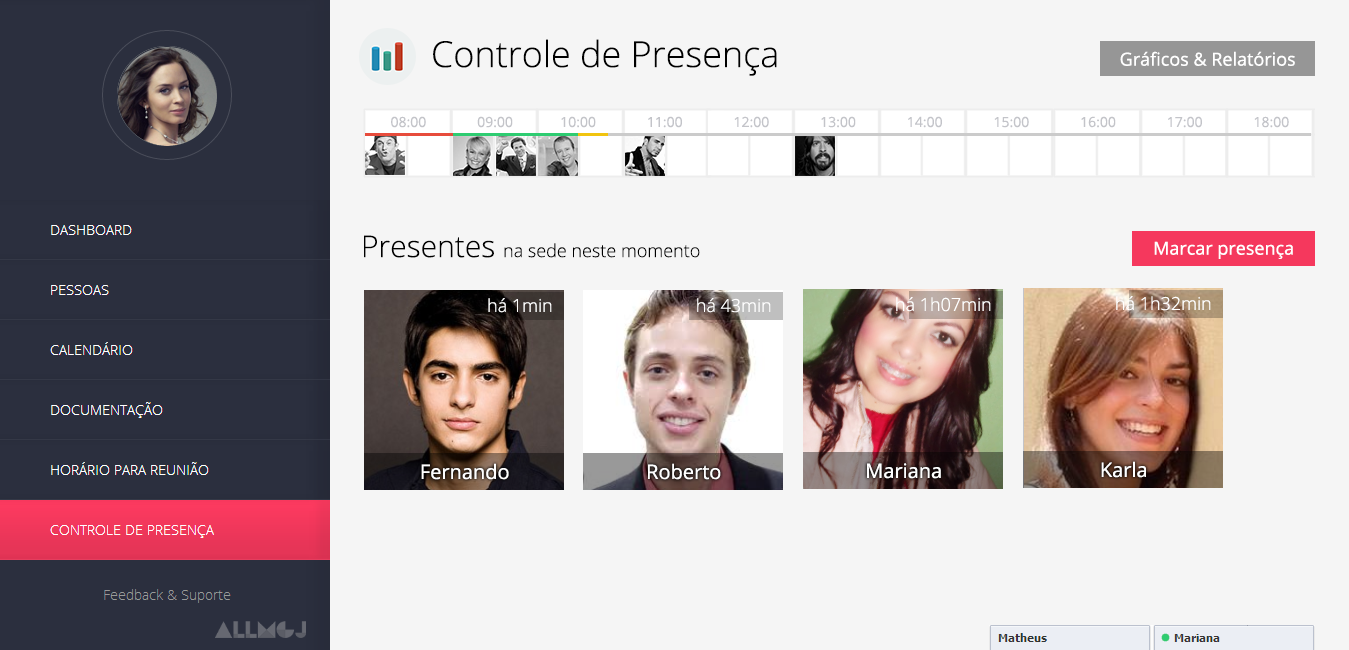 Controle de Presença
Gráficos & Relatórios
08:00 09:00 10:00 11:00 12:00 13:00 14:00 15:00 16:00 17:00 18:00
DASHBOARD
PESSOAS
CALENDÁRIO
DOCUMENTAÇÃO
HORÁRIO PARA REUNIÃO
CONTROLE DE PRESENÇA
Feedback & Suporte
ALLMEJ
Presentes na sede neste momento
Marcar presença
há 1min
Fernando
há 43min
Roberto
há 1h07min
Mariana
há 1h32min
Karla
Matheus
Mariana